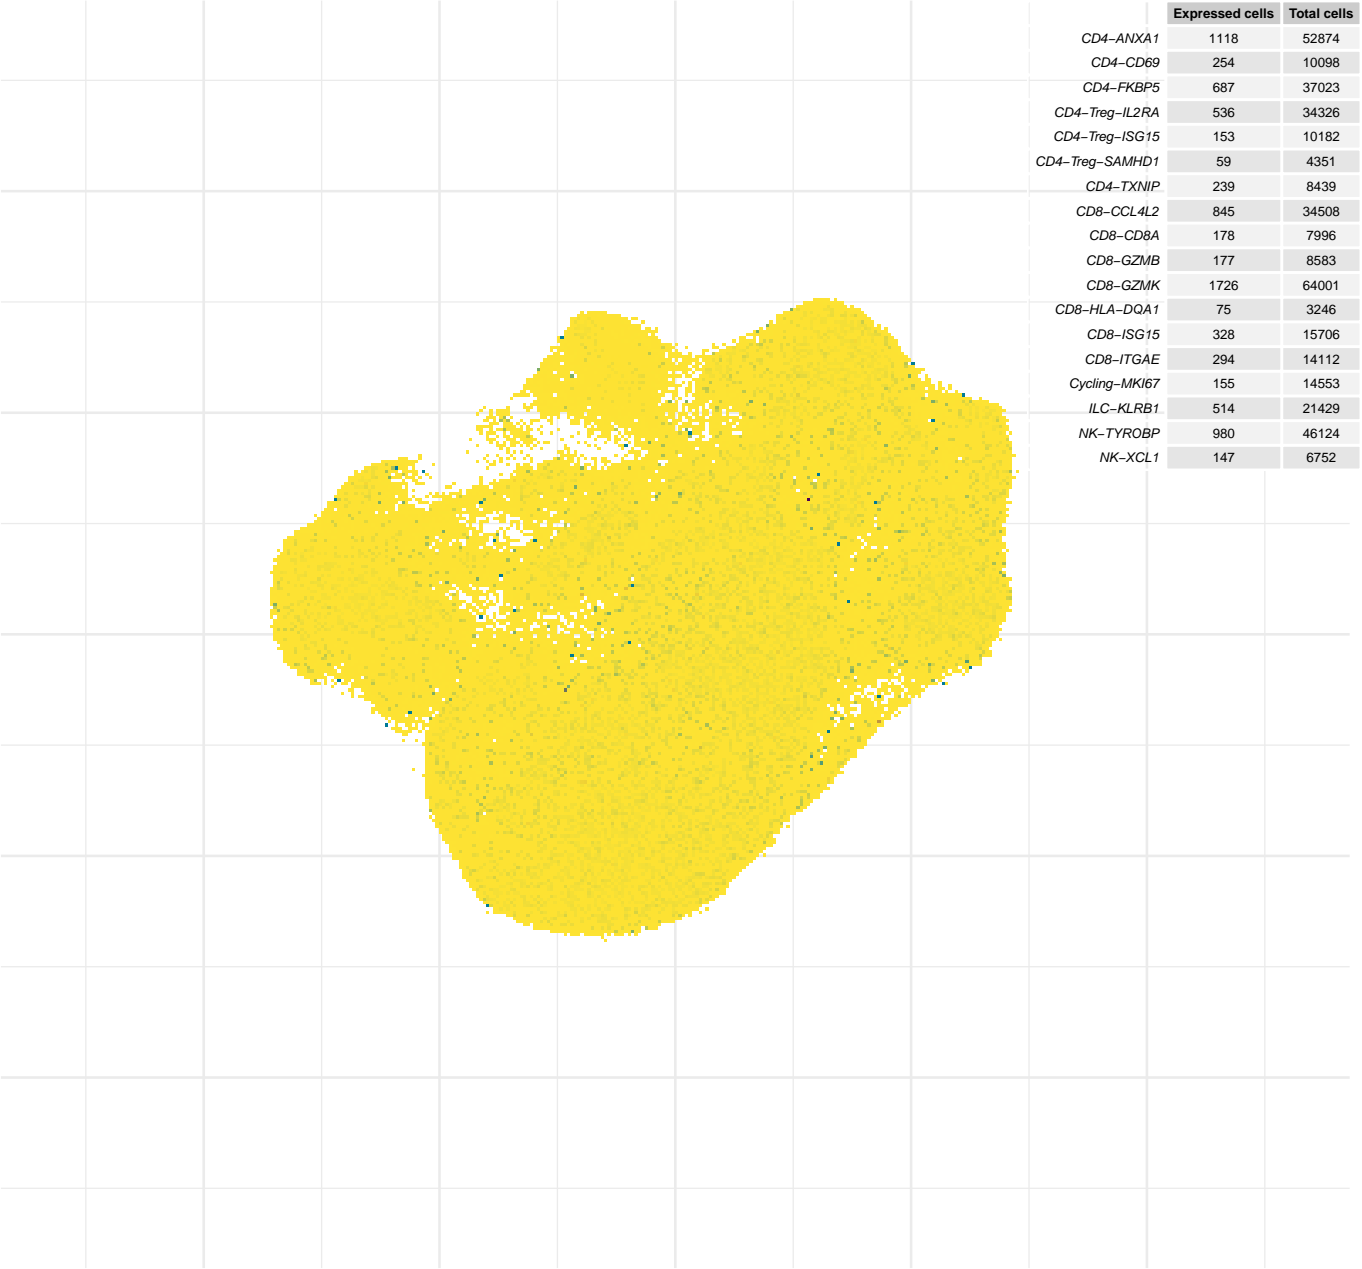 Expressed cells Total cells
CD4−ANXA1 1118 52874
CD4−CD69 254 10098
CD4−FKBP5 687 37023
CD4−Treg−IL2RA 536 34326
CD4−Treg−ISG15 153 10182
CD4−Treg−SAMHD1 59 4351
CD4−TXNIP 239 8439
CD8−CCL4L2 845 34508
CD8−CD8A 178 7996
CD8−GZMB 177 8583
CD8−GZMK 1726 64001
CD8−HLA−DQA1 75 3246
CD8−ISG15 328 15706
CD8−ITGAE 294 14112
Cycling−MKI67 155 14553
ILC−KLRB1 514 21429
NK−TYROBP 980 46124
NK−XCL1 147 6752